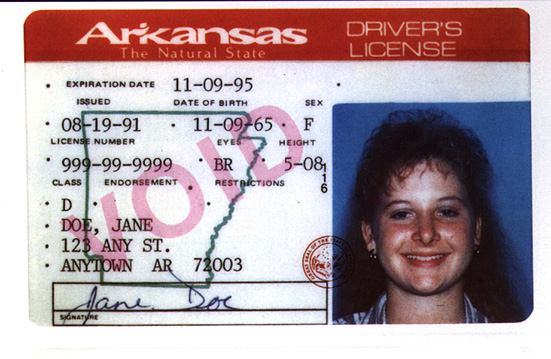 Arkansas DRIVER'S
The Natural State LICENSE
EXPIRATION DATE 11-09-95
ISSUED DATE OF BIRTH SEX
08-19-91 11-09-65 F
LICENSE NUMBER EYES HEIGHT
999-99-9999 BR 5-08
116
CLASS ENDORSEMENT RESTRICTIONS
D
DOE, JANE
123 ANY ST.
ANYTOWN AR 72003
VOID
Jane Doe
SIGNATURE